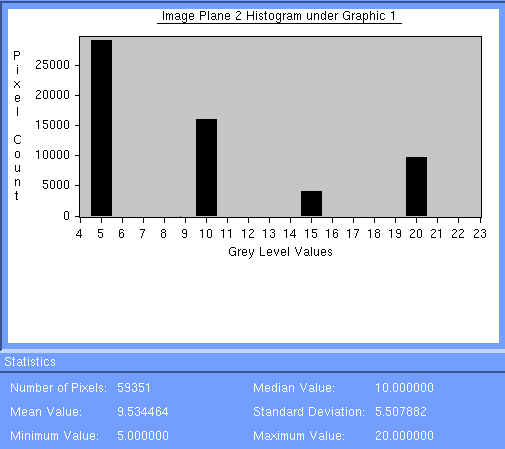 Image Plane 2 Histogram under Graphic 1
Pixel Count
25000
20000
15000
10000
5000
0
4 5 6 7 8 9 10 11 12 13 14 15 16 17 18 19 20 21 22 23
Grey Level Values
Statistics
Number of Pixels: 59351 Median Value: 10.000000
Mean Value: 9.534464 Standard Deviation: 5.507882
Minimum Value: 5.000000 Maximum Value: 20.000000